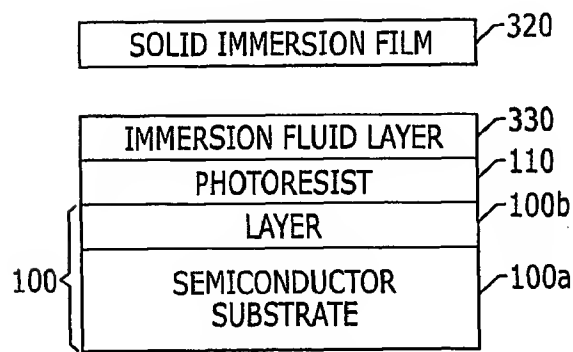 SOLID IMMERSION FILM 320
IMMERSION FLUID LAYER 330
PHOTORESIST 110
LAYER 100b
100
SEMICONDUCTOR SUBSTRATE 100a